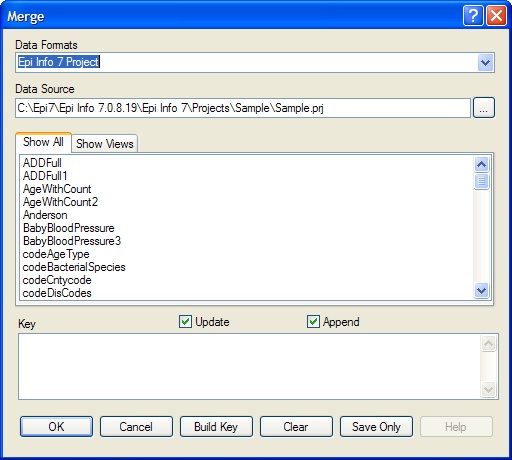 Merge
Data Formats
Epi Info 7 Project
Data Source
C:\Epi7\Epi Info 7.0.8.19\Epi Info 7\Projects\Sample\Sample.prj
...
Show All Show Views
ADDFull
ADDFull1
AgeWithCount
AgeWithCount2
Anderson
BabyBloodPressure
BabyBloodPressure3
codeAgeType
codeBacterialSpecies
codeCntycode
codeDisCodes
Key Update Append
OK Cancel Build Key Clear Save Only Help